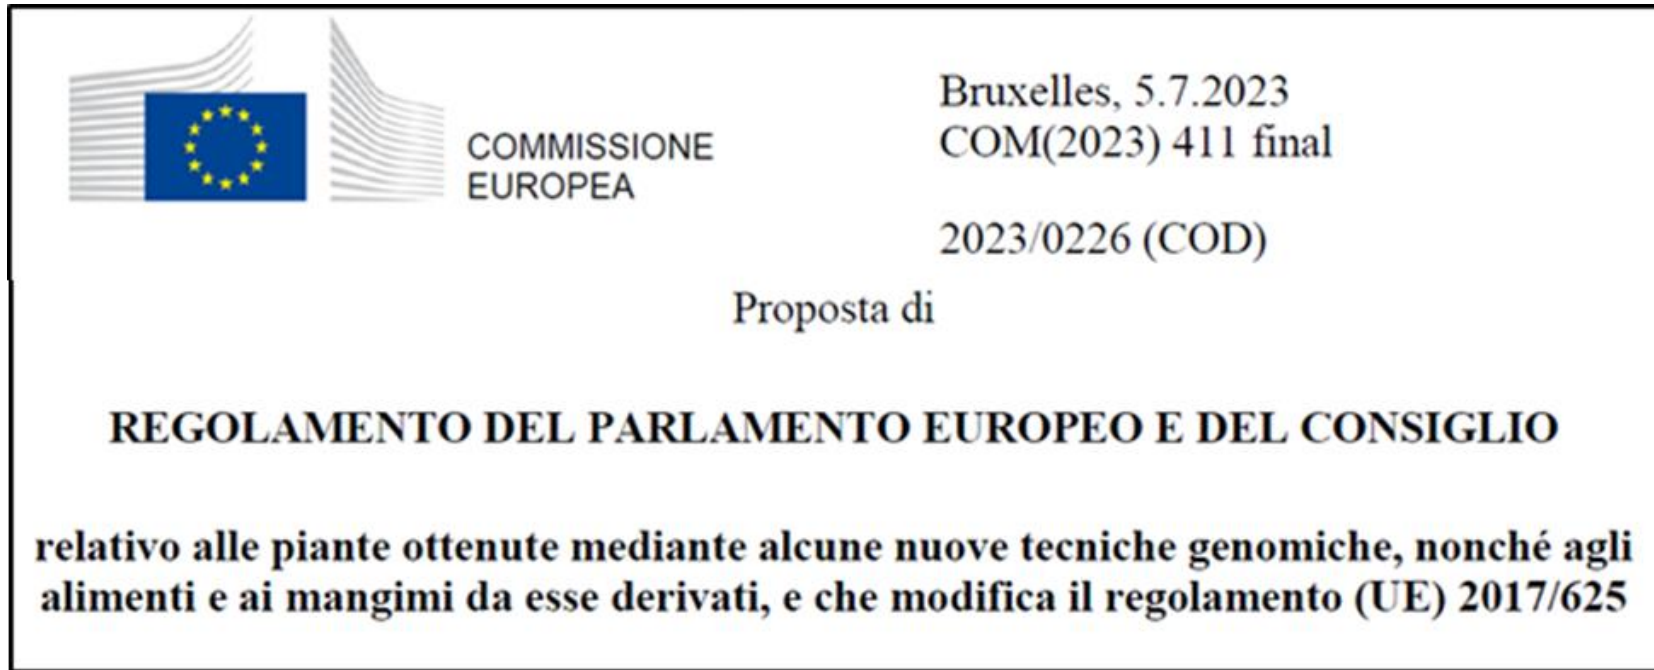 COMMISSIONE
EUROPEA
Bruxelles, 5.7.2023
COM(2023) 411 final
2023/0226 (COD)
Proposta di
REGOLAMENTO DEL PARLAMENTO EUROPEO E DEL CONSIGLIO
relativo alle piante ottenute mediante alcune nuove tecniche genomiche, nonché agli
alimenti e ai mangimi da esse derivati, e che modifica il regolamento (UE) 2017/625